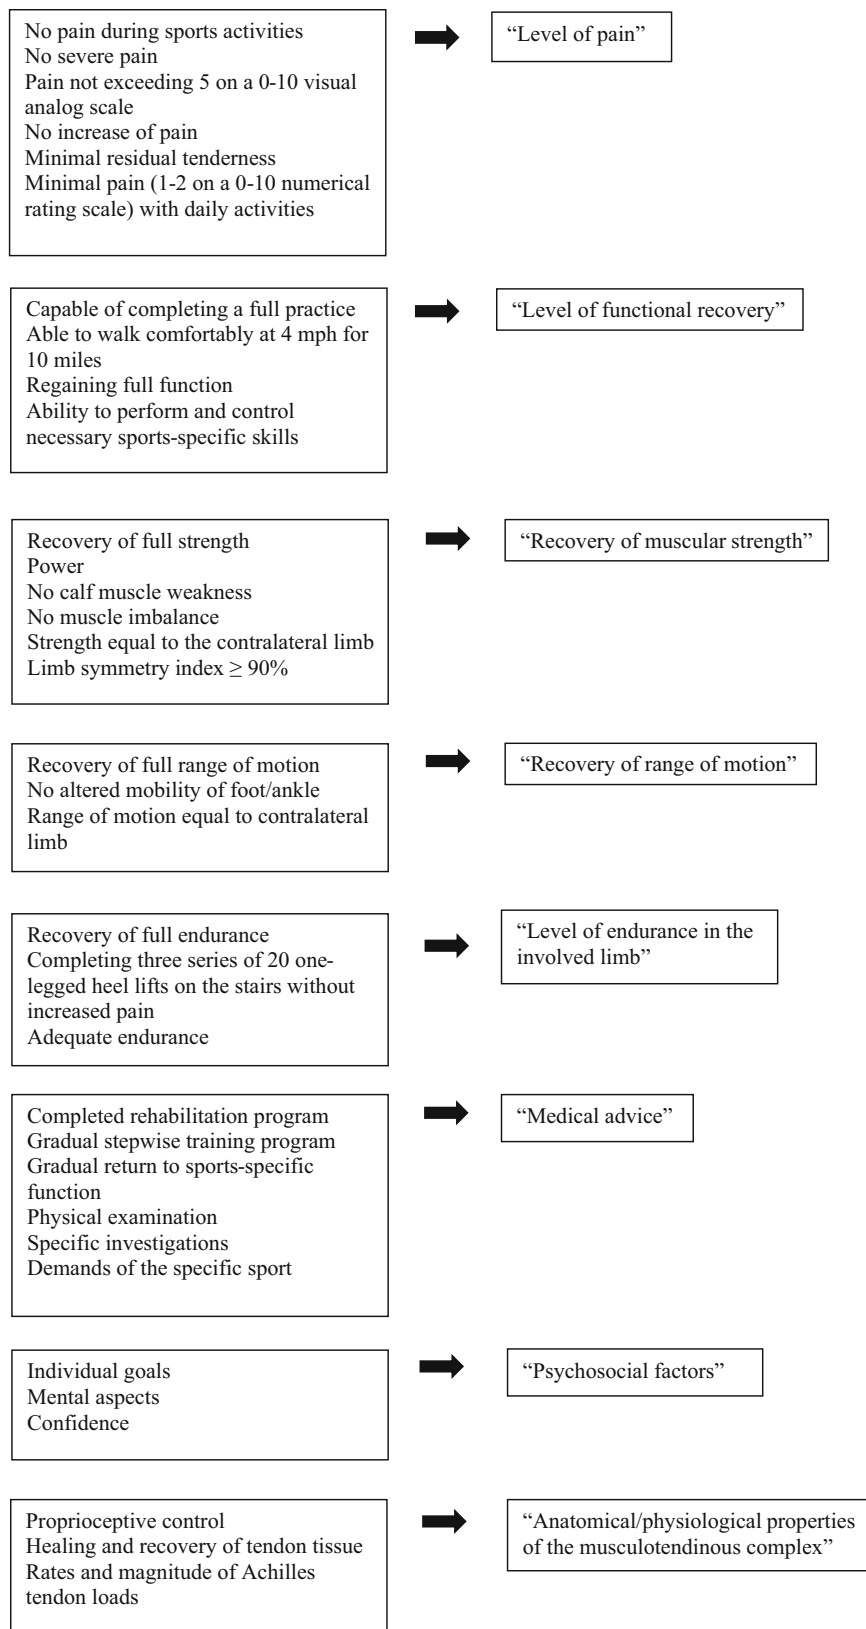 No pain during sports activities
No severe pain
Pain not exceeding 5 on a 0-10 visual
analog scale
No increase of pain
Minimal residual tenderness
Minimal pain (1-2 on a 0-10 numerical
rating scale) with daily activities
“Level of pain”
Capable of completing a full practice
Able to walk comfortably at 4 mph for
10 miles
Regaining full function
Ability to perform and control
necessary sports-specific skills
“Level of functional recovery”
Recovery of full strength
Power
No calf muscle weakness
No muscle imbalance
Strength equal to the contralateral limb
Limb symmetry index ≥ 90%
“Recovery of muscular strength”
Recovery of full range of motion
No altered mobility of foot/ankle
Range of motion equal to contralateral
limb
“Recovery of range of motion”
Recovery of full endurance
Completing three series of 20 one-
legged heel lifts on the stairs without
increased pain
Adequate endurance
“Level of endurance in the
involved limb”
Completed rehabilitation program
Gradual stepwise training program
Gradual return to sports-specific
function
Physical examination
Specific investigations
Demands of the specific sport
“Medical advice”
Individual goals
Mental aspects
Confidence
“Psychosocial factors”
Proprioceptive control
Healing and recovery of tendon tissue
Rates and magnitude of Achilles
tendon loads
“Anatomical/physiological properties
of the musculotendinous complex”